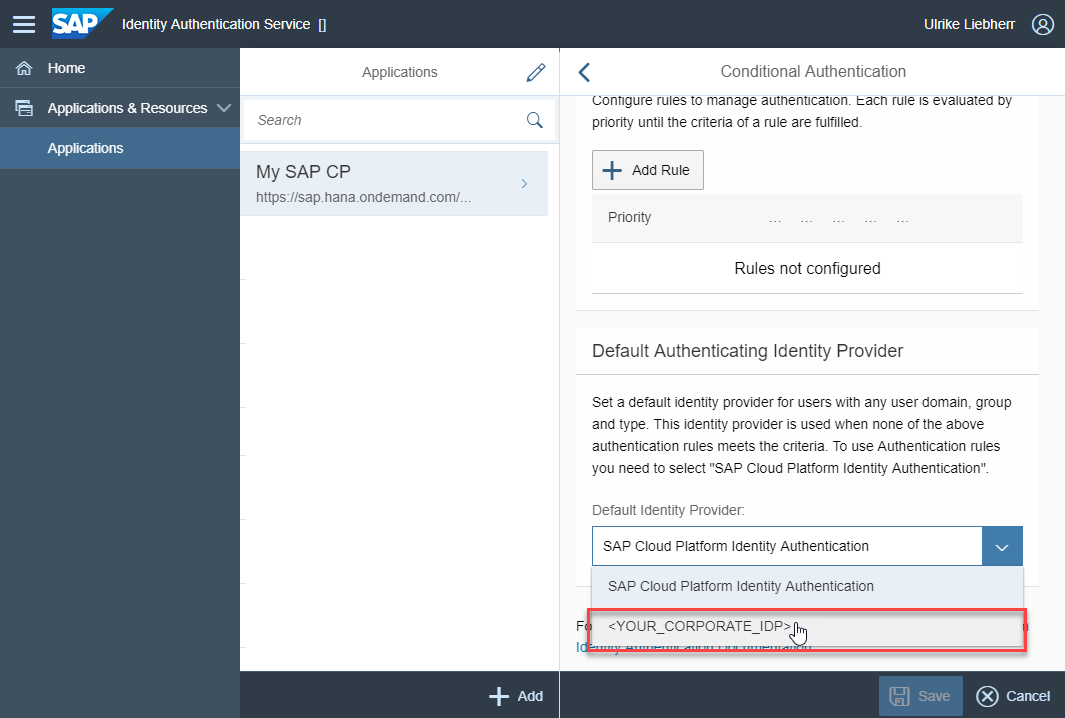 SAP Identity Authentication Service []
Ulrike Liebherr
Home
Applications & Resources
Applications
Applications
Search
My SAP CP
https://sap.hana.ondemand.com/...
Add
Conditional Authentication
Configure rules to manage authentication. Each rule is evaluated by
priority until the criteria of a rule are fulfilled.
Add Rule
Priority ... ... ... ... ...
Rules not configured
Default Authenticating Identity Provider
Set a default identity provider for users with any user domain, group
and type. This identity provider is used when none of the above
authentication rules meets the criteria. To use Authentication rules
you need to select "SAP Cloud Platform Identity Authentication".
Default Identity Provider:
SAP Cloud Platform Identity Authentication
SAP Cloud Platform Identity Authentication
<YOUR_CORPORATE_IDP>
Identity Authentication Documentation
Save
Cancel